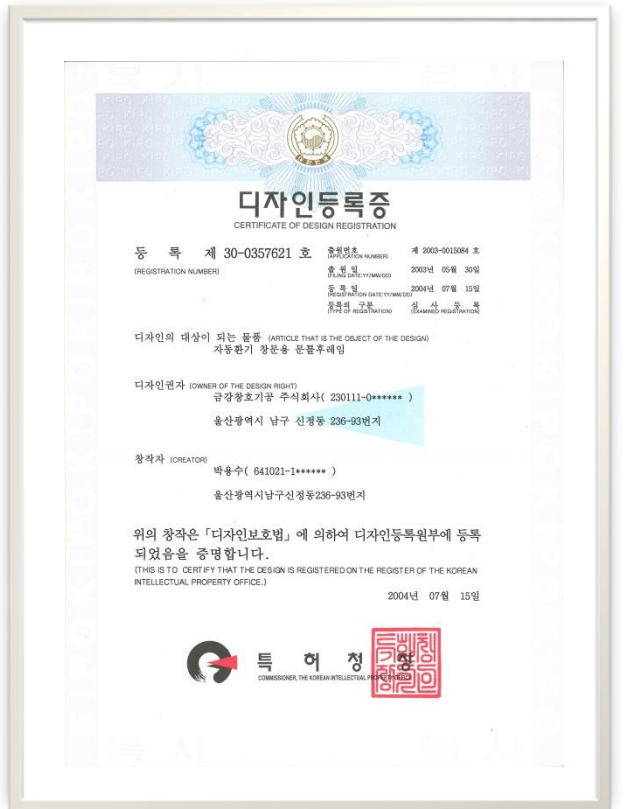 디자인등록증
CERTIFICATE OF DESIGN REGISTRATION
등 록 제 30-0357621 호
(REGISTRATION NUMBER)
출원번호 제 2003-0015084 호
(APPLICATION NUMBER)
출 원 일 2003년 05월 30일
(FILING DATE:YY/MM/DD)
등 록 일 2004년 07월 15일
(REGISTRATION DATE:YY/MM/DD)
등록의 구분 심 사 등 록
(TYPE OF REGISTRATION) (EXAMINED REGISTRATION)
디자인의 대상이 되는 물품 (ARTICLE THAT IS THE OBJECT OF THE DESIGN)
자동환기 창문용 문틀후레임
디자인권자 (OWNER OF THE DESIGN RIGHT)
금강창호기공 주식회사( 230111-0****** )
울산광역시 남구 신정동 236-93번지
창작자 (CREATOR)
박용수( 641021-1****** )
울산광역시남구신정동236-93번지
위의 창작은「디자인보호법」에 의하여 디자인등록원부에 등록
되었음을 증명합니다.
(THIS IS TO CERTIFY THAT THE DESIGN IS REGISTERED ON THE REGISTER OF THE KOREAN
INTELLECTUAL PROPERTY OFFICE.)
2004년 07월 15일
특 허 청 장
COMMISSIONER, THE KOREAN INTELLECTUAL PROPERTY OFFICE